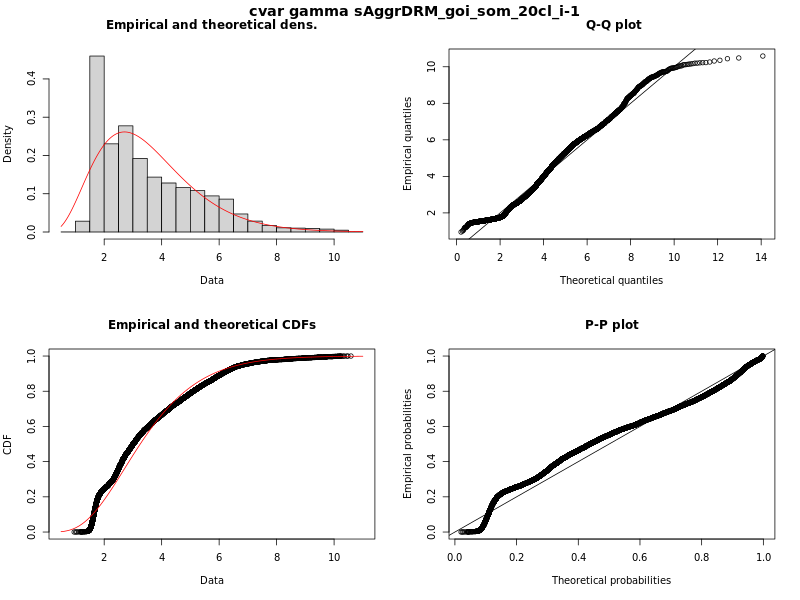 cvar gamma sAggrDRM_goi_som_20cl_i-1
Empirical and theoretical dens.
Density
0.0 0.1 0.2 0.3 0.4
2 4 6 8 10
Data
Q-Q plot
Empirical quantiles
2 4 6 8 10
0 2 4 6 8 10 12 14
Theoretical quantiles
Empirical and theoretical CDFs
CDF
0.0 0.2 0.4 0.6 0.8 1.0
2 4 6 8 10
Data
P-P plot
Empirical probabilities
0.0 0.2 0.4 0.6 0.8 1.0
0.0 0.2 0.4 0.6 0.8 1.0
Theoretical probabilities